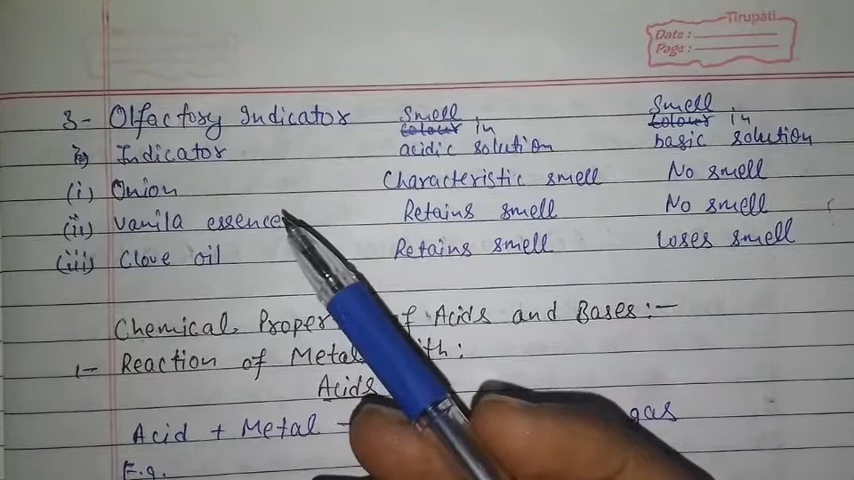 Tirupati
Date :
Page :
3- Olfactory Indicator Smell colour in acidic solution Smell colour in basic solution
Indicator
(i) Onion Characteristic smell No smell
(ii) Vanila essence Retains smell No smell
(iii) Clove oil Retains smell Loses smell
Chemical Proper of Acids and Bases:-
1- Reaction of Metal ith:
Acids
Acid + Metal gas
E.g.